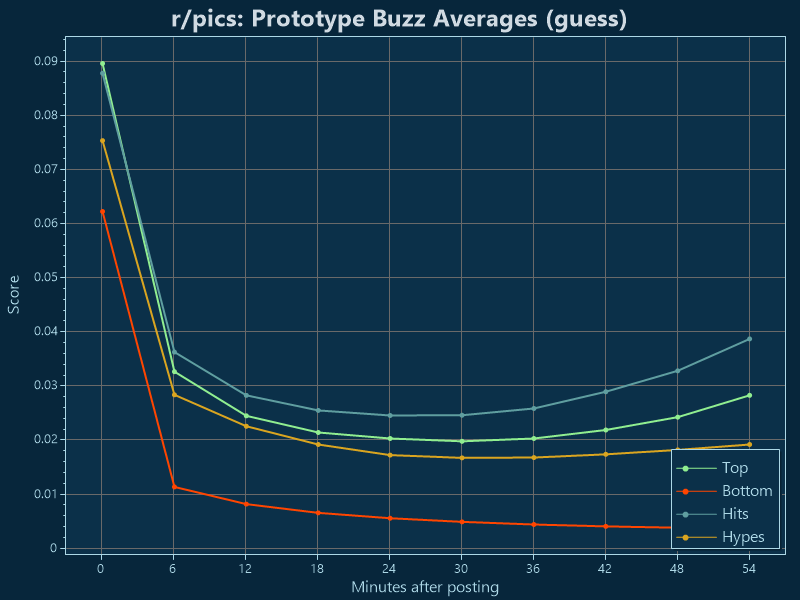 r/pics: Prototype Buzz Averages (guess)
Score
0.09
0.08
0.07
0.06
0.05
0.04
0.03
0.02
0.01
0
Top
Bottom
Hits
Hypes
0 6 12 18 24 30 36 42 48 54
Minutes after posting